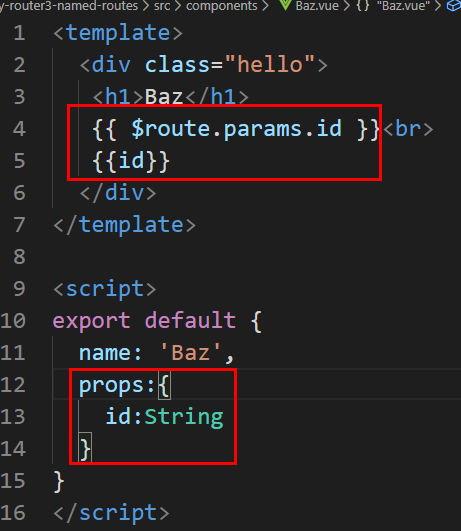 y-router3-named-routes > src > components > Baz.vue > {} "Baz.vue" >
1 <template>
2 <div class="hello">
3 <h1>Baz</h1>
4 {{ $route.params.id }}<br>
5 {{id}}
6 </div>
7 </template>
8
9 <script>
10 export default {
11 name: 'Baz',
12 props:{
13 id:String
14 }
15 }
16 </script>